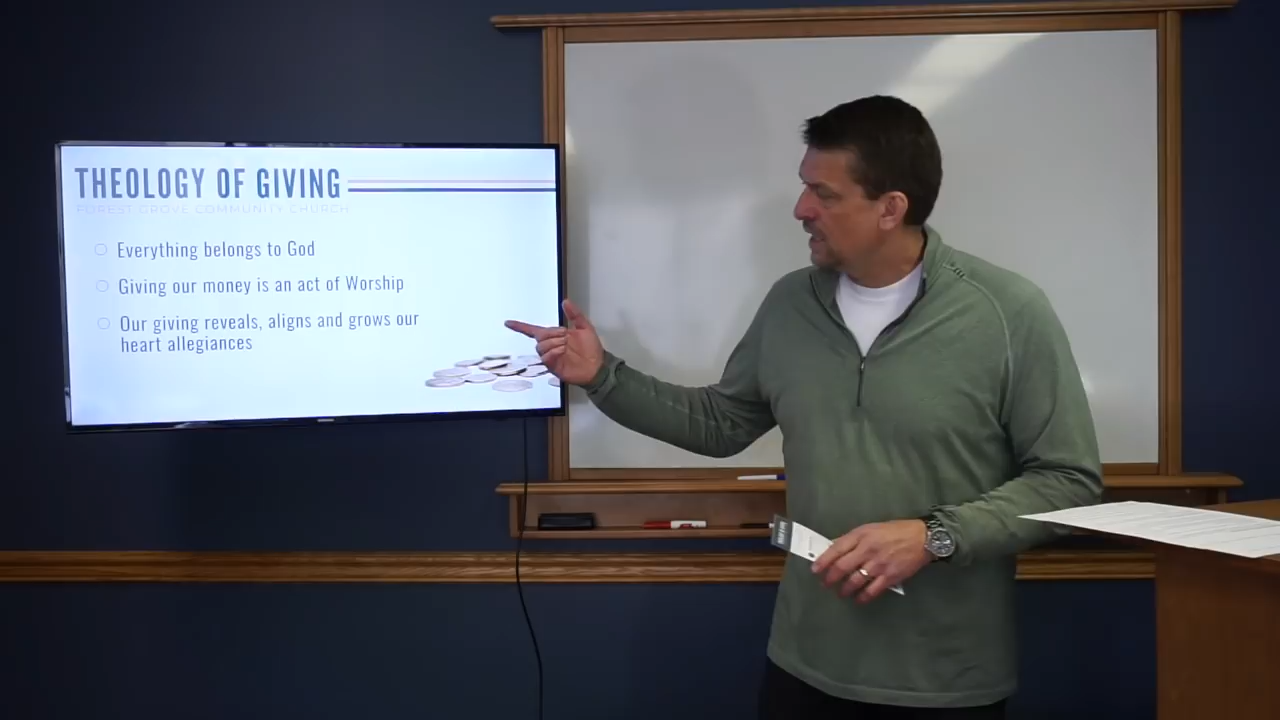 THEOLOGY OF GIVING
FOREST GROVE COMMUNITY CHURCH
Everything belongs to God
Giving our money is an act of Worship
Our giving reveals, aligns and grows our
heart allegiances